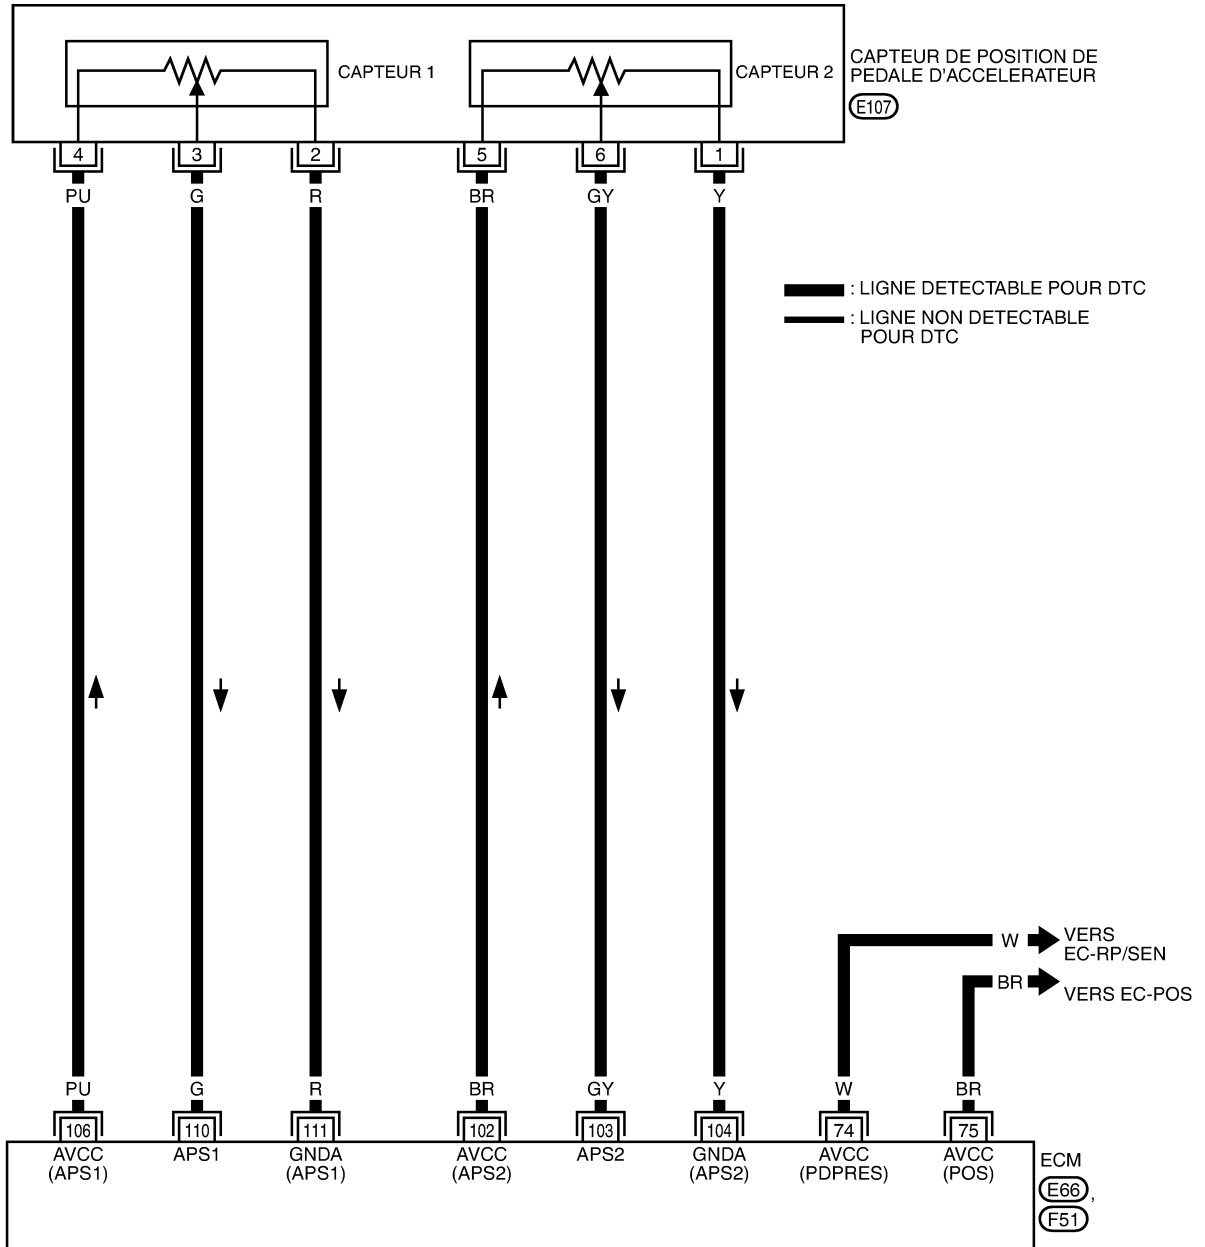 CAPTEUR 1
CAPTEUR 2
CAPTEUR DE POSITION DE
PEDALE D'ACCELERATEUR
E107
4 3 2 5 6 1
PU G R BR GY Y
: LIGNE DETECTABLE POUR DTC
: LIGNE NON DETECTABLE
POUR DTC
W VERS
EC-RP/SEN
BR VERS EC-POS
PU G R BR GY Y W BR
106 110 111 102 103 104 74 75
AVCC APS1 GNDA AVCC APS2 GNDA AVCC AVCC
(APS1) (APS1) (APS2) (APS2) (PDPRES) (POS)
ECM
E66 ,
F51